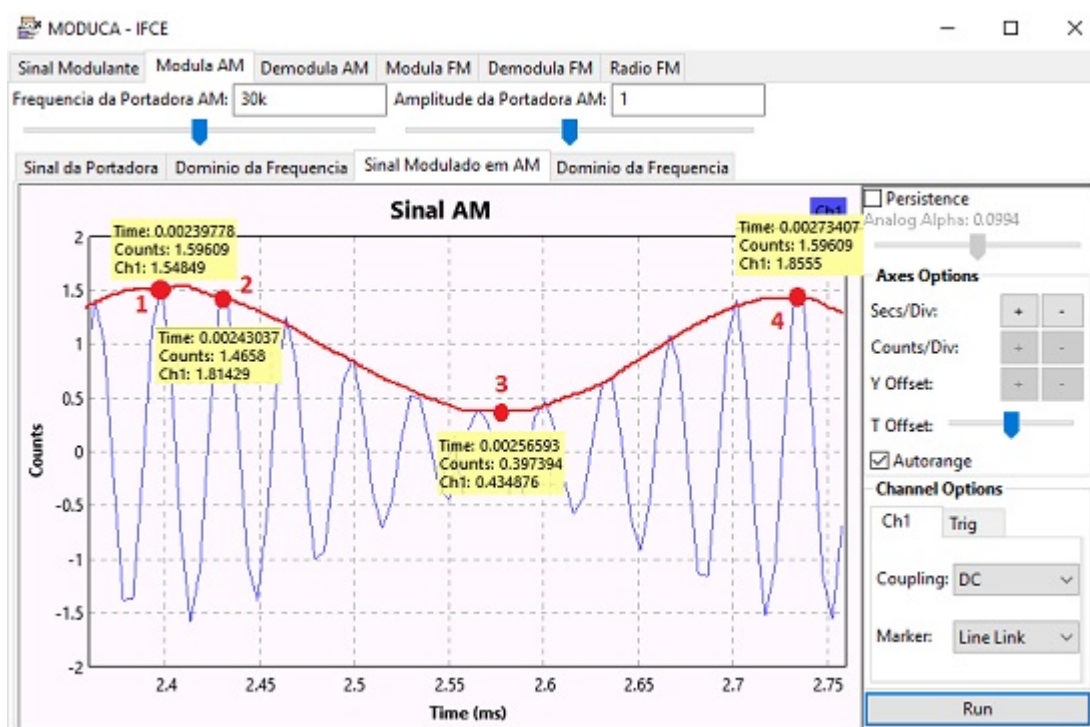 MODUCA - IFCE
Sinal Modulante Modula AM Demodula AM Modula FM Demodula FM Radio FM
Frequencia da Portadora AM: 30k Amplitude da Portadora AM: 1
Sinal da Portadora Dominio da Frequencia Sinal Modulado em AM Dominio da Frequencia
Sinal AM
Ch1
Time: 0.00239778
Counts: 1.59609
Ch1: 1.54849
Time: 0.00273407
Counts: 1.59609
Ch1: 1.8555
1
2
Time: 0.00243037
Counts: 1.4658
Ch1: 1.81429
3
Time: 0.00256593
Counts: 0.397394
Ch1: 0.434876
4
2
1.5
1
0.5
0
-0.5
-1
-1.5
-2
Counts
2.4 2.45 2.5 2.55 2.6 2.65 2.7 2.75
Time (ms)
Persistence
Analog Alpha: 0.0994
Axes Options
Secs/Div: + -
Counts/Div: + -
Y Offset: + -
T Offset:
Autorange
Channel Options
Ch1 Trig
Coupling: DC
Marker: Line Link
Run